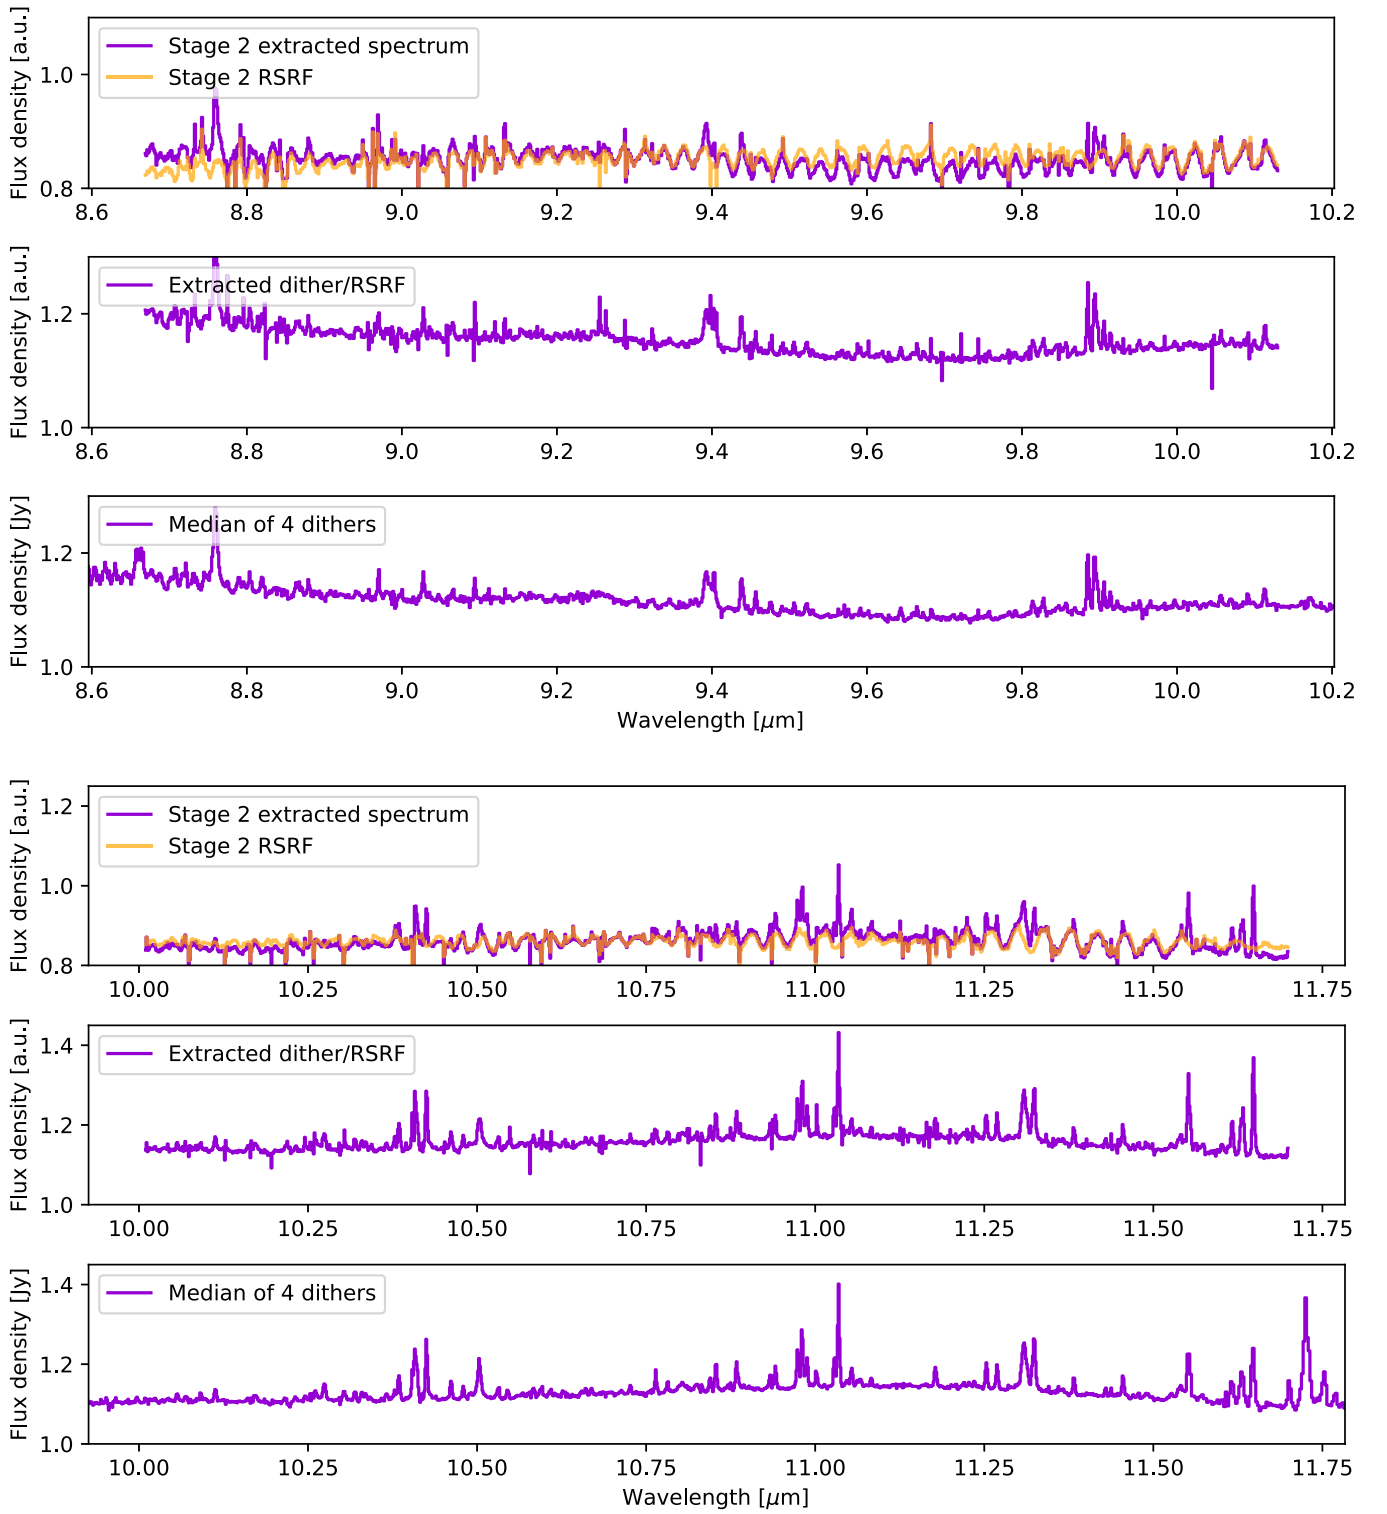 Flux density [a.u.]
Stage 2 extracted spectrum
Stage 2 RSRF
1.0
0.8
8.6 8.8 9.0 9.2 9.4 9.6 9.8 10.0 10.2
Flux density [a.u.]
Extracted dither/RSRF
1.2
1.0
8.6 8.8 9.0 9.2 9.4 9.6 9.8 10.0 10.2
Flux density [Jy]
Median of 4 dithers
1.2
1.0
8.6 8.8 9.0 9.2 9.4 9.6 9.8 10.0 10.2
Wavelength [μm]
Flux density [a.u.]
Stage 2 extracted spectrum
Stage 2 RSRF
1.2
1.0
0.8
10.00 10.25 10.50 10.75 11.00 11.25 11.50 11.75
Flux density [a.u.]
Extracted dither/RSRF
1.4
1.2
1.0
10.00 10.25 10.50 10.75 11.00 11.25 11.50 11.75
Flux density [Jy]
Median of 4 dithers
1.4
1.2
1.0
10.00 10.25 10.50 10.75 11.00 11.25 11.50 11.75
Wavelength [μm]